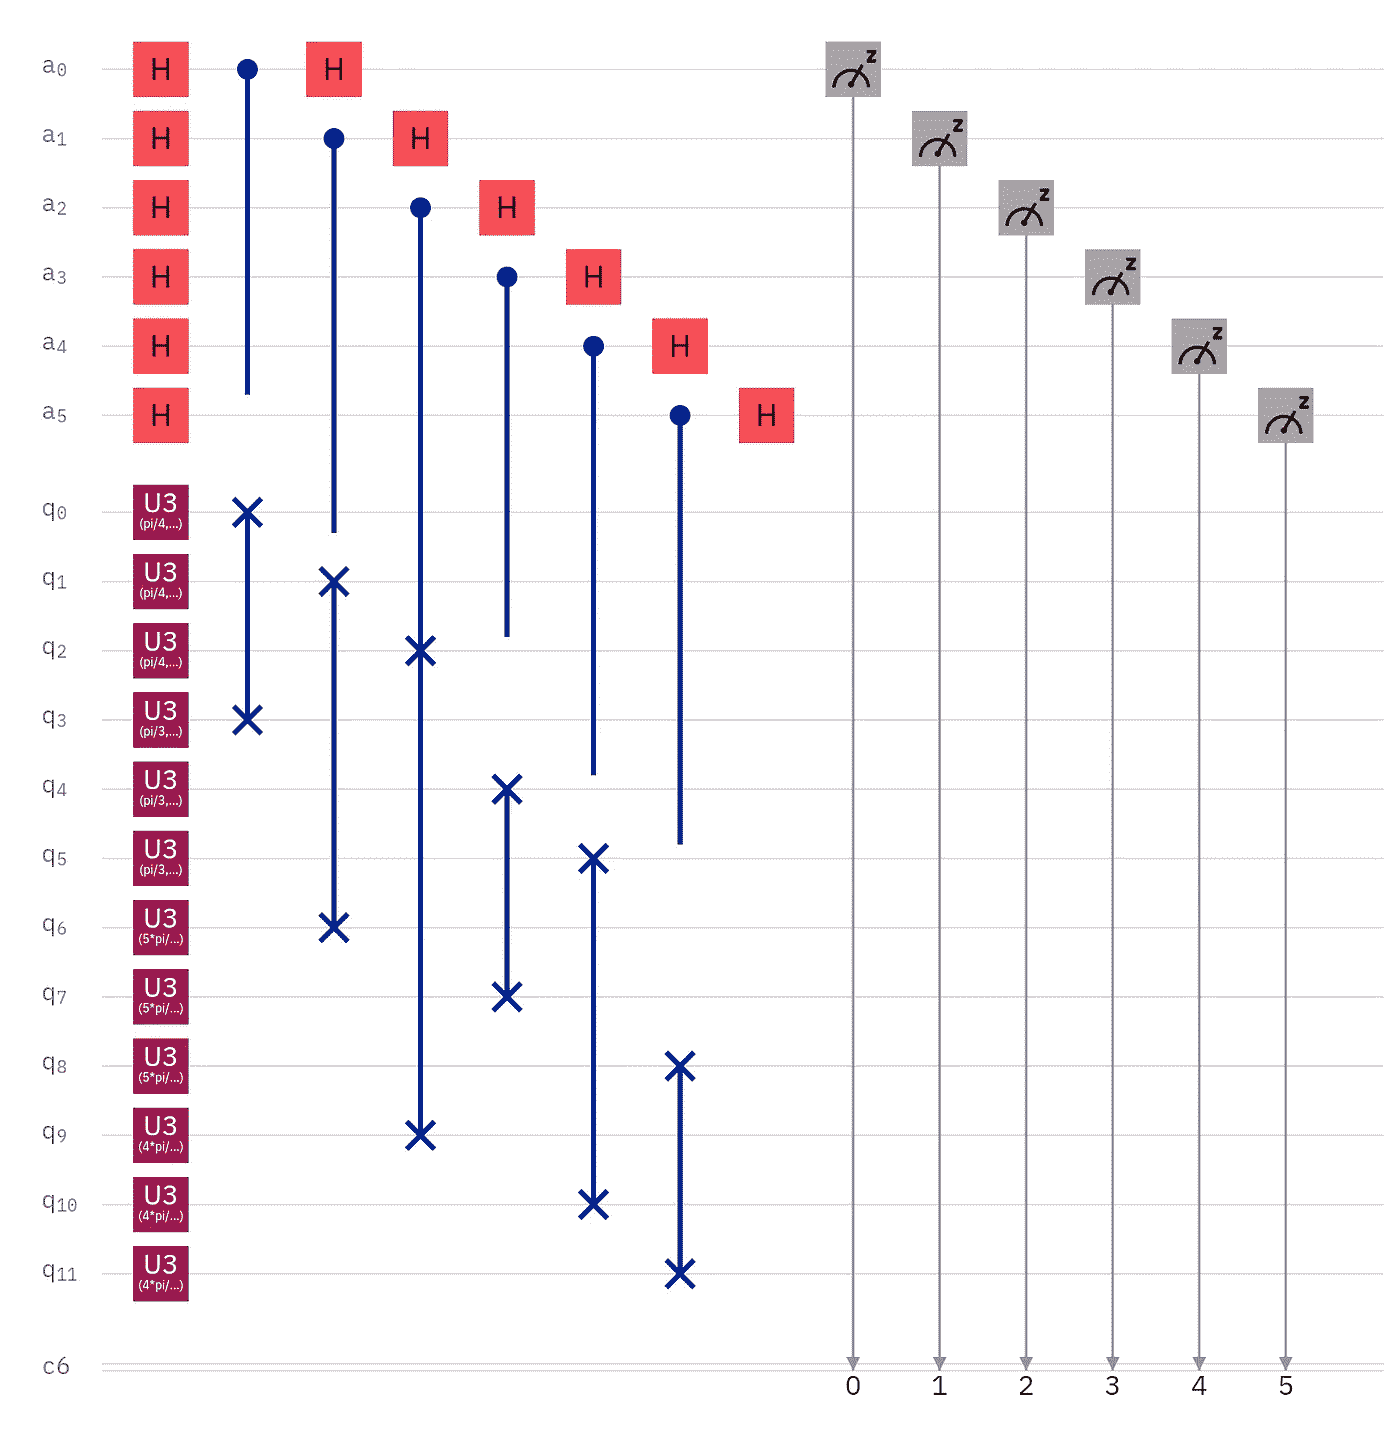 a0 H H z
a1 H H z
a2 H H z
a3 H H z
a4 H H z
a5 H H z
q0 U3
(pi/4,...)
q1 U3
(pi/4,...)
q2 U3
(pi/4,...)
q3 U3
(pi/3,...)
q4 U3
(pi/3,...)
q5 U3
(pi/3,...)
q6 U3
(5*pi/...)
q7 U3
(5*pi/...)
q8 U3
(5*pi/...)
q9 U3
(4*pi/...)
q10 U3
(4*pi/...)
q11 U3
(4*pi/...)
c6
0 1 2 3 4 5